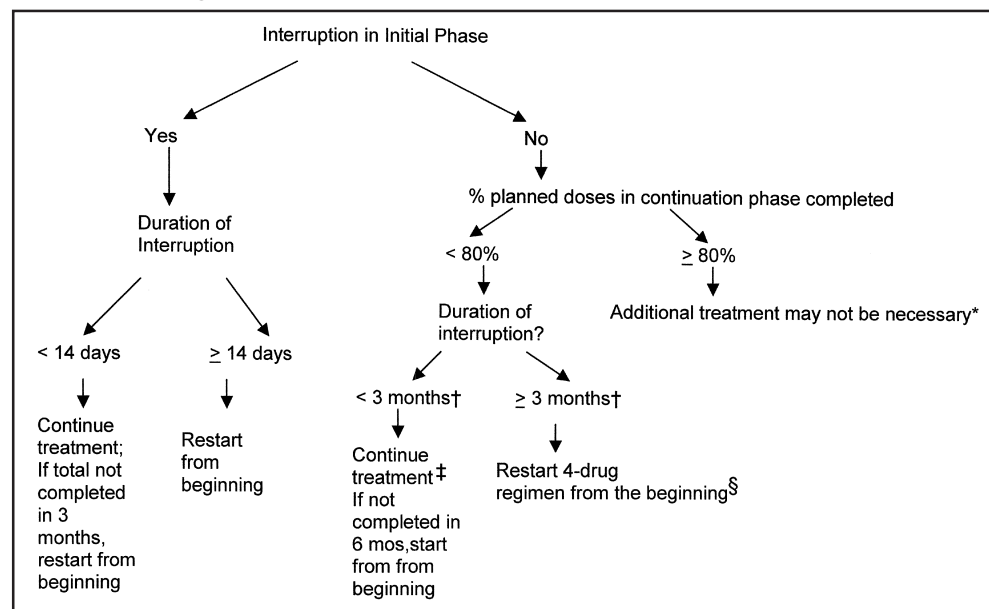 Interruption in Initial Phase
Yes
No
Duration of
Interruption
% planned doses in continuation phase completed
< 80%
≥ 80%
Duration of
interruption?
Additional treatment may not be necessary*
< 14 days
≥ 14 days
< 3 months†
≥ 3 months†
Continue
treatment;
If total not
completed
in 3
months,
restart from
beginning
Restart
from
beginning
Continue
treatment‡
If not
completed in
6 mos,start
from from
beginning
Restart 4-drug
regimen from the beginning§